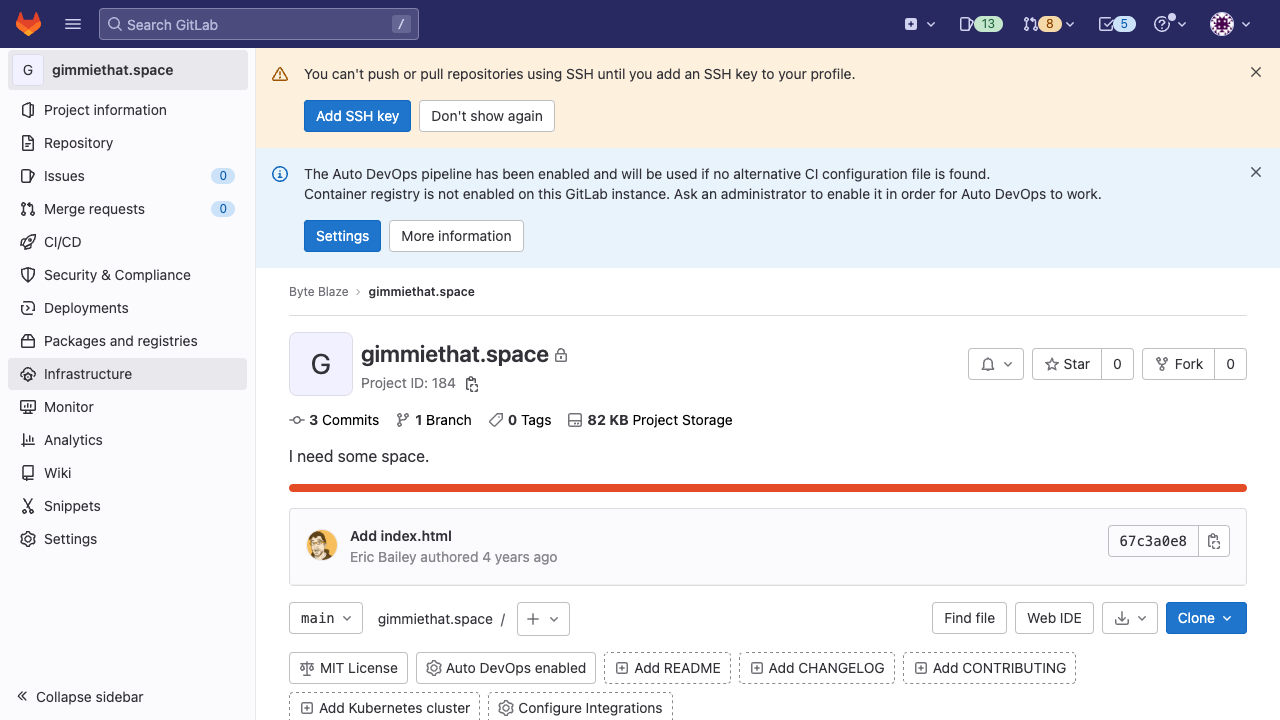 Search GitLab /
13
8
5
G gimmiethat.space
Project information
Repository
Issues 0
Merge requests 0
CI/CD
Security & Compliance
Deployments
Packages and registries
Infrastructure
Monitor
Analytics
Wiki
Snippets
Settings
Collapse sidebar
You can't push or pull repositories using SSH until you add an SSH key to your profile.
Add SSH key Don't show again
The Auto DevOps pipeline has been enabled and will be used if no alternative CI configuration file is found.
Container registry is not enabled on this GitLab instance. Ask an administrator to enable it in order for Auto DevOps to work.
Settings More information
Byte Blaze gimmiethat.space
G
gimmiethat.space
Project ID: 184
Star 0 Fork 0
3 Commits 1 Branch 0 Tags 82 KB Project Storage
I need some space.
Add index.html
Eric Bailey authored 4 years ago
67c3a0e8
main gimmiethat.space / Find file Web IDE Clone
MIT License Auto DevOps enabled Add README Add CHANGELOG Add CONTRIBUTING
Add Kubernetes cluster Configure Integrations